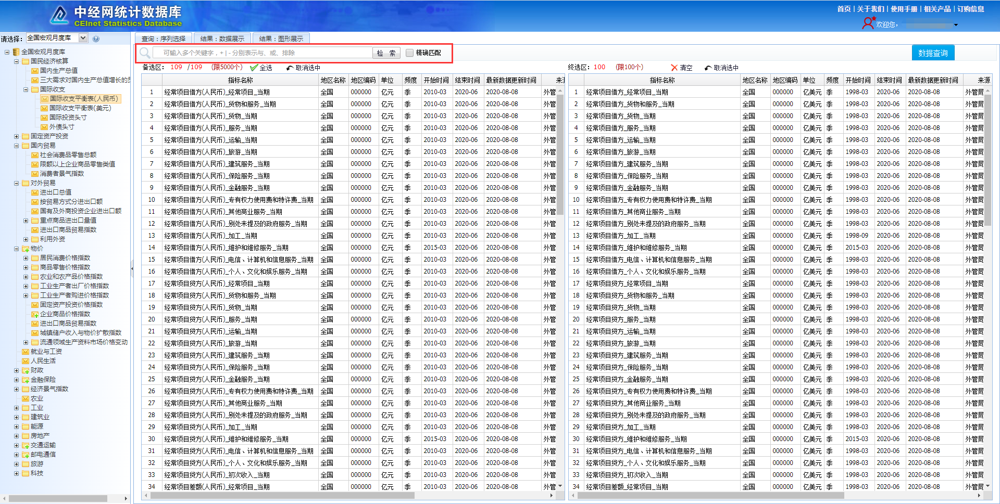 中经网统计数据库
CEInet Statistics Database
首页 | 关于我们 | 使用手册 | 相关产品 | 订购信息
欢迎您，
请选择： 全国宏观月度库
查询：序列选择 结果：数据展示 结果：图形展示
可输入多个关键字，+ | - 分别表示与、或、排除 检 索 精确匹配
数据查询
全国宏观月度库
国民经济核算
国内生产总值
三大需求对国内生产总值增长的
国际收支
国际收支平衡表(人民币)
国际收支平衡表(美元)
国际投资头寸
外债头寸
固定资产投资
国内贸易
社会消费品零售总额
限额以上企业商品零售类值
消费者景气指数
对外贸易
进出口总值
按贸易方式分进出口额
国有及外商投资企业进出口额
重点商品进出口量值
进出口商品贸易指数
利用外资
物价
居民消费价格指数
商品零售价格指数
农业和农产品价格指数
工业生产者出厂价格指数
工业生产者购进价格指数
固定资产投资价格指数
企业商品价格指数
进出口商品贸易指数
城镇储户收入与物价扩散指数
流通领域生产资料市场价格变动
就业与工资
人民生活
财政
金融保险
经济景气指数
农业
工业
建筑业
能源
房地产
交通运输
邮电通信
旅游
科技
备选区： 109 /109 (限5000个) 全选 取消选中
指标名称 地区名称 地区编码 单位 频度 开始时间 结束时间 最新数据更新时间 来
1 经常项目借方(人民币)_经常项目_当期 全国 000000 亿元 季 2010-03 2020-06 2020-08-08 外管
2 经常项目借方(人民币)_货物和服务_当期 全国 000000 亿元 季 2010-03 2020-06 2020-08-08 外管
3 经常项目借方(人民币)_货物_当期 全国 000000 亿元 季 2010-03 2020-06 2020-08-08 外管
4 经常项目借方(人民币)_服务_当期 全国 000000 亿元 季 2010-03 2020-06 2020-08-08 外管
5 经常项目借方(人民币)_运输_当期 全国 000000 亿元 季 2010-03 2020-06 2020-08-08 外管
6 经常项目借方(人民币)_旅游_当期 全国 000000 亿元 季 2010-03 2020-06 2020-08-08 外管
7 经常项目借方(人民币)_建筑服务_当期 全国 000000 亿元 季 2010-03 2020-06 2020-08-08 外管
8 经常项目借方(人民币)_保险服务_当期 全国 000000 亿元 季 2010-03 2020-06 2020-08-08 外管
9 经常项目借方(人民币)_金融服务_当期 全国 000000 亿元 季 2010-03 2020-06 2020-08-08 外管
10 经常项目借方(人民币)_专有权力使用费和特许费_当期 全国 000000 亿元 季 2010-03 2020-06 2020-08-08 外管
11 经常项目借方(人民币)_其他商业服务_当期 全国 000000 亿元 季 2010-03 2020-06 2020-08-08 外管
12 经常项目借方(人民币)_别处未提及的政府服务_当期 全国 000000 亿元 季 2010-03 2020-06 2020-08-08 外管
13 经常项目借方(人民币)_加工_当期 全国 000000 亿元 季 2010-03 2020-06 2020-08-08 外管
14 经常项目借方(人民币)_维护和维修服务_当期 全国 000000 亿元 季 2015-03 2020-06 2020-08-08 外管
15 经常项目借方(人民币)_电信、计算机和信息服务_当期 全国 000000 亿元 季 2010-03 2020-06 2020-08-08 外管
16 经常项目借方(人民币)_个人、文化和娱乐服务_当期 全国 000000 亿元 季 2010-03 2020-06 2020-08-08 外管
17 经常项目贷方(人民币)_经常项目_当期 全国 000000 亿元 季 2010-03 2020-06 2020-08-08 外管
18 经常项目贷方(人民币)_货物和服务_当期 全国 000000 亿元 季 2010-03 2020-06 2020-08-08 外管
19 经常项目贷方(人民币)_货物_当期 全国 000000 亿元 季 2010-03 2020-06 2020-08-08 外管
20 经常项目贷方(人民币)_服务_当期 全国 000000 亿元 季 2010-03 2020-06 2020-08-08 外管
21 经常项目贷方(人民币)_运输_当期 全国 000000 亿元 季 2010-03 2020-06 2020-08-08 外管
22 经常项目贷方(人民币)_旅游_当期 全国 000000 亿元 季 2010-03 2020-06 2020-08-08 外管
23 经常项目贷方(人民币)_建筑服务_当期 全国 000000 亿元 季 2010-03 2020-06 2020-08-08 外管
24 经常项目贷方(人民币)_保险服务_当期 全国 000000 亿元 季 2010-03 2020-06 2020-08-08 外管
25 经常项目贷方(人民币)_金融服务_当期 全国 000000 亿元 季 2010-03 2020-06 2020-08-08 外管
26 经常项目贷方(人民币)_专有权力使用费和特许费_当期 全国 000000 亿元 季 2010-03 2020-06 2020-08-08 外管
27 经常项目贷方(人民币)_其他商业服务_当期 全国 000000 亿元 季 2010-03 2020-06 2020-08-08 外管
28 经常项目贷方(人民币)_别处未提及的政府服务_当期 全国 000000 亿元 季 2010-03 2020-06 2020-08-08 外管
29 经常项目贷方(人民币)_加工_当期 全国 000000 亿元 季 2010-03 2020-06 2020-08-08 外管
30 经常项目贷方(人民币)_维护和维修服务_当期 全国 000000 亿元 季 2015-03 2020-06 2020-08-08 外管
31 经常项目贷方(人民币)_电信、计算机和信息服务_当期 全国 000000 亿元 季 2010-03 2020-06 2020-08-08 外管
32 经常项目贷方(人民币)_个人、文化和娱乐服务_当期 全国 000000 亿元 季 2010-03 2020-06 2020-08-08 外管
33 经常项目贷方(人民币)_初次收入_当期 全国 000000 亿元 季 2010-03 2020-06 2020-08-08 外管
34 经常项目差额(人民币)_经常项目_当期 全国 000000 亿元 季 2010-03 2020-06 2020-08-08 外管
终选区： 100 (限100个) 清空 取消选中
指标名称 地区名称 地区编码 单位 频度 开始时间 结束时间 最新数据更新时间 来源
1 经常项目借方_经常项目_当期 全国 000000 亿美元 季 1998-03 2020-06 2020-08-08 外管局
2 经常项目借方_货物和服务_当期 全国 000000 亿美元 季 1998-03 2020-06 2020-08-08 外管局
3 经常项目借方_货物_当期 全国 000000 亿美元 季 1998-03 2020-06 2020-08-08 外管局
4 经常项目借方_服务_当期 全国 000000 亿美元 季 1998-03 2020-06 2020-08-08 外管局
5 经常项目借方_运输_当期 全国 000000 亿美元 季 1998-03 2020-06 2020-08-08 外管局
6 经常项目借方_旅游_当期 全国 000000 亿美元 季 1998-03 2020-06 2020-08-08 外管局
7 经常项目借方_建筑服务_当期 全国 000000 亿美元 季 1998-03 2020-06 2020-08-08 外管局
8 经常项目借方_保险服务_当期 全国 000000 亿美元 季 1998-03 2020-06 2020-08-08 外管局
9 经常项目借方_金融服务_当期 全国 000000 亿美元 季 1998-03 2020-06 2020-08-08 外管局
10 经常项目借方_专有权力使用费和特许费_当期 全国 000000 亿美元 季 1998-03 2020-06 2020-08-08 外管局
11 经常项目借方_其他商业服务_当期 全国 000000 亿美元 季 1998-03 2020-06 2020-08-08 外管局
12 经常项目借方_别处未提及的政府服务_当期 全国 000000 亿美元 季 1998-03 2020-06 2020-08-08 外管局
13 经常项目借方_加工_当期 全国 000000 亿美元 季 1998-09 2020-06 2020-08-08 外管局
14 经常项目借方_维护和维修服务_当期 全国 000000 亿美元 季 2015-03 2020-06 2020-08-08 外管局
15 经常项目借方_电信、计算机和信息服务_当期 全国 000000 亿美元 季 1998-03 2020-06 2020-08-08 外管局
16 经常项目借方_个人、文化和娱乐服务_当期 全国 000000 亿美元 季 1998-03 2020-06 2020-08-08 外管局
17 经常项目贷方_经常项目_当期 全国 000000 亿美元 季 1998-03 2020-06 2020-08-08 外管局
18 经常项目贷方_货物和服务_当期 全国 000000 亿美元 季 1998-03 2020-06 2020-08-08 外管局
19 经常项目贷方_货物_当期 全国 000000 亿美元 季 1998-03 2020-06 2020-08-08 外管局
20 经常项目贷方_服务_当期 全国 000000 亿美元 季 1998-03 2020-06 2020-08-08 外管局
21 经常项目贷方_运输_当期 全国 000000 亿美元 季 1998-03 2020-06 2020-08-08 外管局
22 经常项目贷方_旅游_当期 全国 000000 亿美元 季 1998-03 2020-06 2020-08-08 外管局
23 经常项目贷方_建筑服务_当期 全国 000000 亿美元 季 1998-03 2020-06 2020-08-08 外管局
24 经常项目贷方_保险服务_当期 全国 000000 亿美元 季 1998-03 2020-06 2020-08-08 外管局
25 经常项目贷方_金融服务_当期 全国 000000 亿美元 季 1998-03 2020-06 2020-08-08 外管局
26 经常项目贷方_专有权力使用费和特许费_当期 全国 000000 亿美元 季 1998-03 2020-06 2020-08-08 外管局
27 经常项目贷方_其他商业服务_当期 全国 000000 亿美元 季 1998-03 2020-06 2020-08-08 外管局
28 经常项目贷方_别处未提及的政府服务_当期 全国 000000 亿美元 季 1998-03 2020-06 2020-08-08 外管局
29 经常项目贷方_加工_当期 全国 000000 亿美元 季 1998-03 2020-06 2020-08-08 外管局
30 经常项目贷方_维护和维修服务_当期 全国 000000 亿美元 季 2015-03 2020-06 2020-08-08 外管局
31 经常项目贷方_电信、计算机和信息服务_当期 全国 000000 亿美元 季 1998-03 2020-06 2020-08-08 外管局
32 经常项目贷方_个人、文化和娱乐服务_当期 全国 000000 亿美元 季 1998-03 2020-06 2020-08-08 外管局
33 经常项目贷方_初次收入_当期 全国 000000 亿美元 季 1998-03 2020-06 2020-08-08 外管局
34 经常项目差额_经常项目_当期 全国 000000 亿美元 季 1998-03 2020-06 2020-08-08 外管局